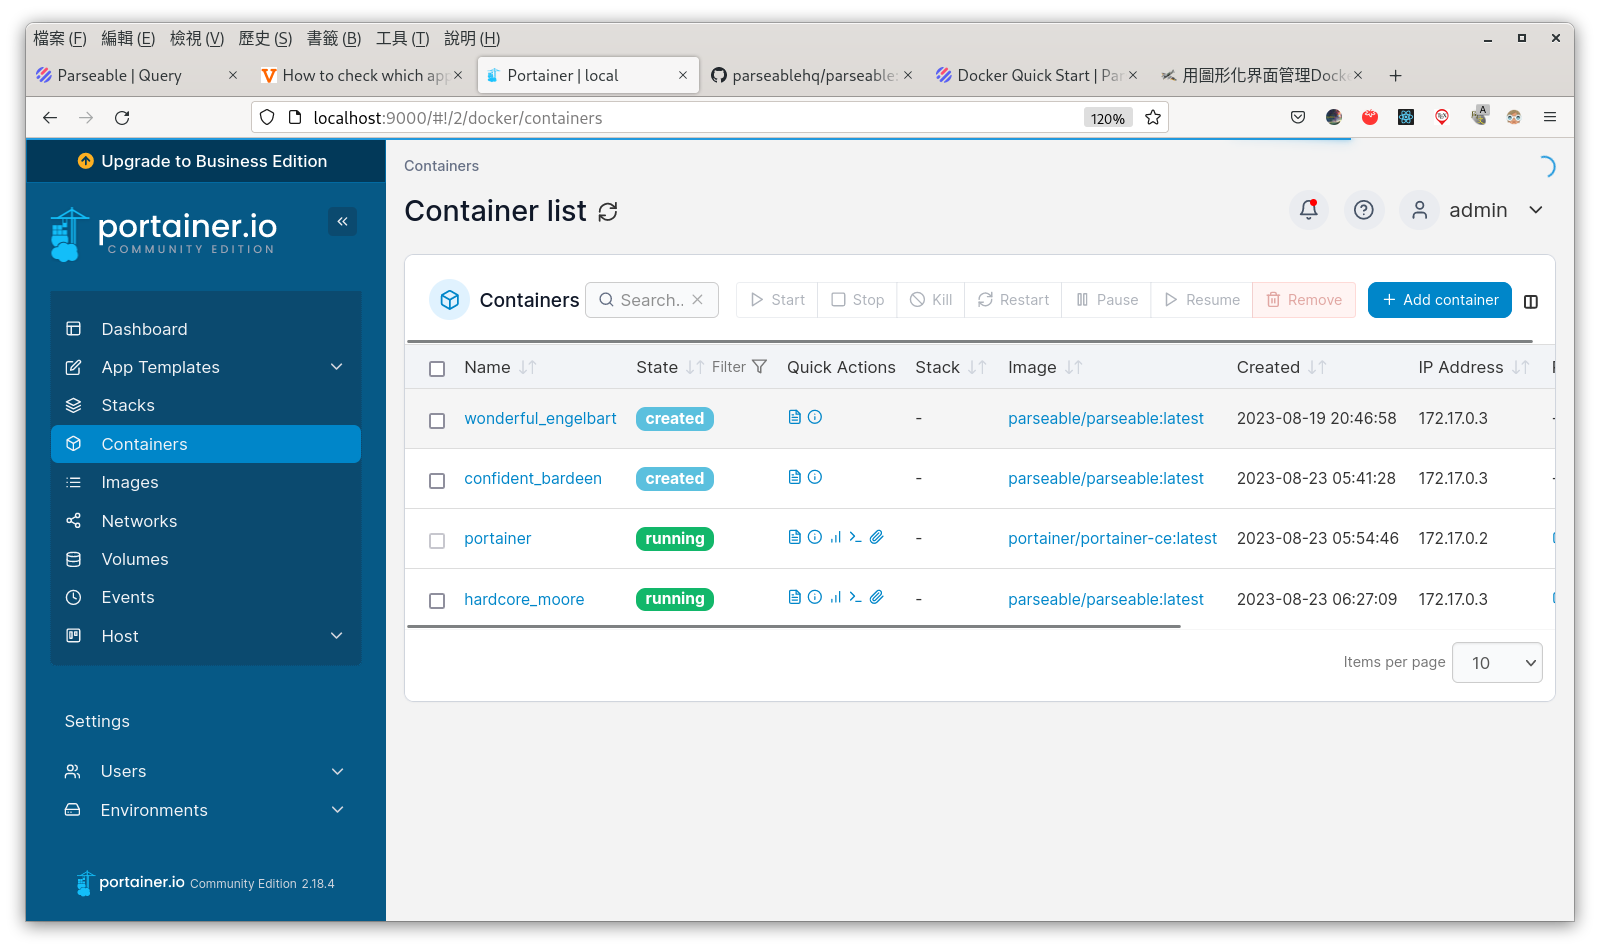 檔案 (F) 編輯 (E) 檢視 (V) 歷史 (S) 書籤 (B) 工具 (T) 說明 (H)
Parseable | Query How to check which app Portainer | local parseablehq/parseable: Docker Quick Start | Par 用圖形化界面管理Docke
localhost:9000/#!/2/docker/containers 120%
Upgrade to Business Edition
portainer.io
COMMUNITY EDITION
Dashboard
App Templates
Stacks
Containers
Images
Networks
Volumes
Events
Host
Settings
Users
Environments
portainer.io Community Edition 2.18.4
Containers
Container list
admin
Containers Search.. Start Stop Kill Restart Pause Resume Remove + Add container
Name State Filter Quick Actions Stack Image Created IP Address
wonderful_engelbart created - parseable/parseable:latest 2023-08-19 20:46:58 172.17.0.3 -
confident_bardeen created - parseable/parseable:latest 2023-08-23 05:41:28 172.17.0.3 -
portainer running - portainer/portainer-ce:latest 2023-08-23 05:54:46 172.17.0.2
hardcore_moore running - parseable/parseable:latest 2023-08-23 06:27:09 172.17.0.3
Items per page 10